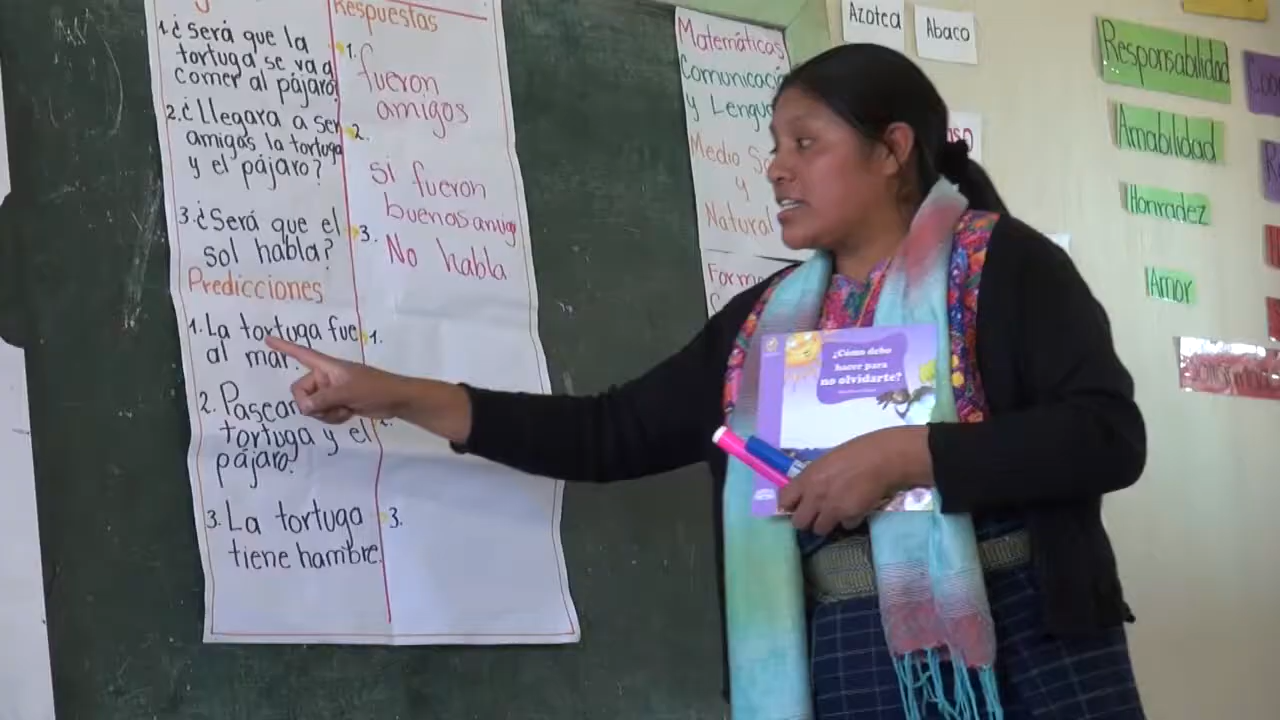 Respuestas
1.¿Será que la
tortuga se va a
comer al pájaro?
2.¿Llegara a ser
amigos la tortuga
y el pájaro?
3.¿Será que el
sol habla?
1.
fueron
amigos
2.
si fueron
buenos amig
3.
No habla
Predicciones
1.La tortuga fue
al mar.
2. Pasear
tortuga y el
pájaro?
3. La tortuga
tiene hambre.
1.
2.
3.
Matemáticas
Comunicació
y Lengu
Medio So
y
Natural
Form
Azotea
Abaco
¿Cómo debo
hacer para
no olvidarte?
Responsabilidad
Amabilidad
Honradez
Amor